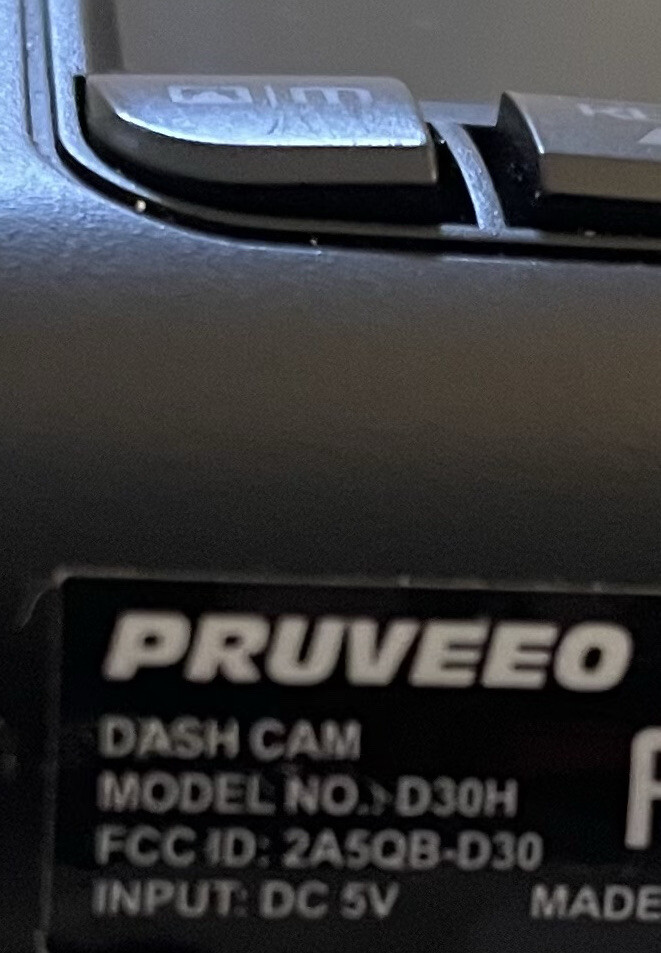 PRUVEEO
DASH CAM
MODEL NO.: D30H
FCC ID: 2A5QB-D30
INPUT: DC 5V MADE